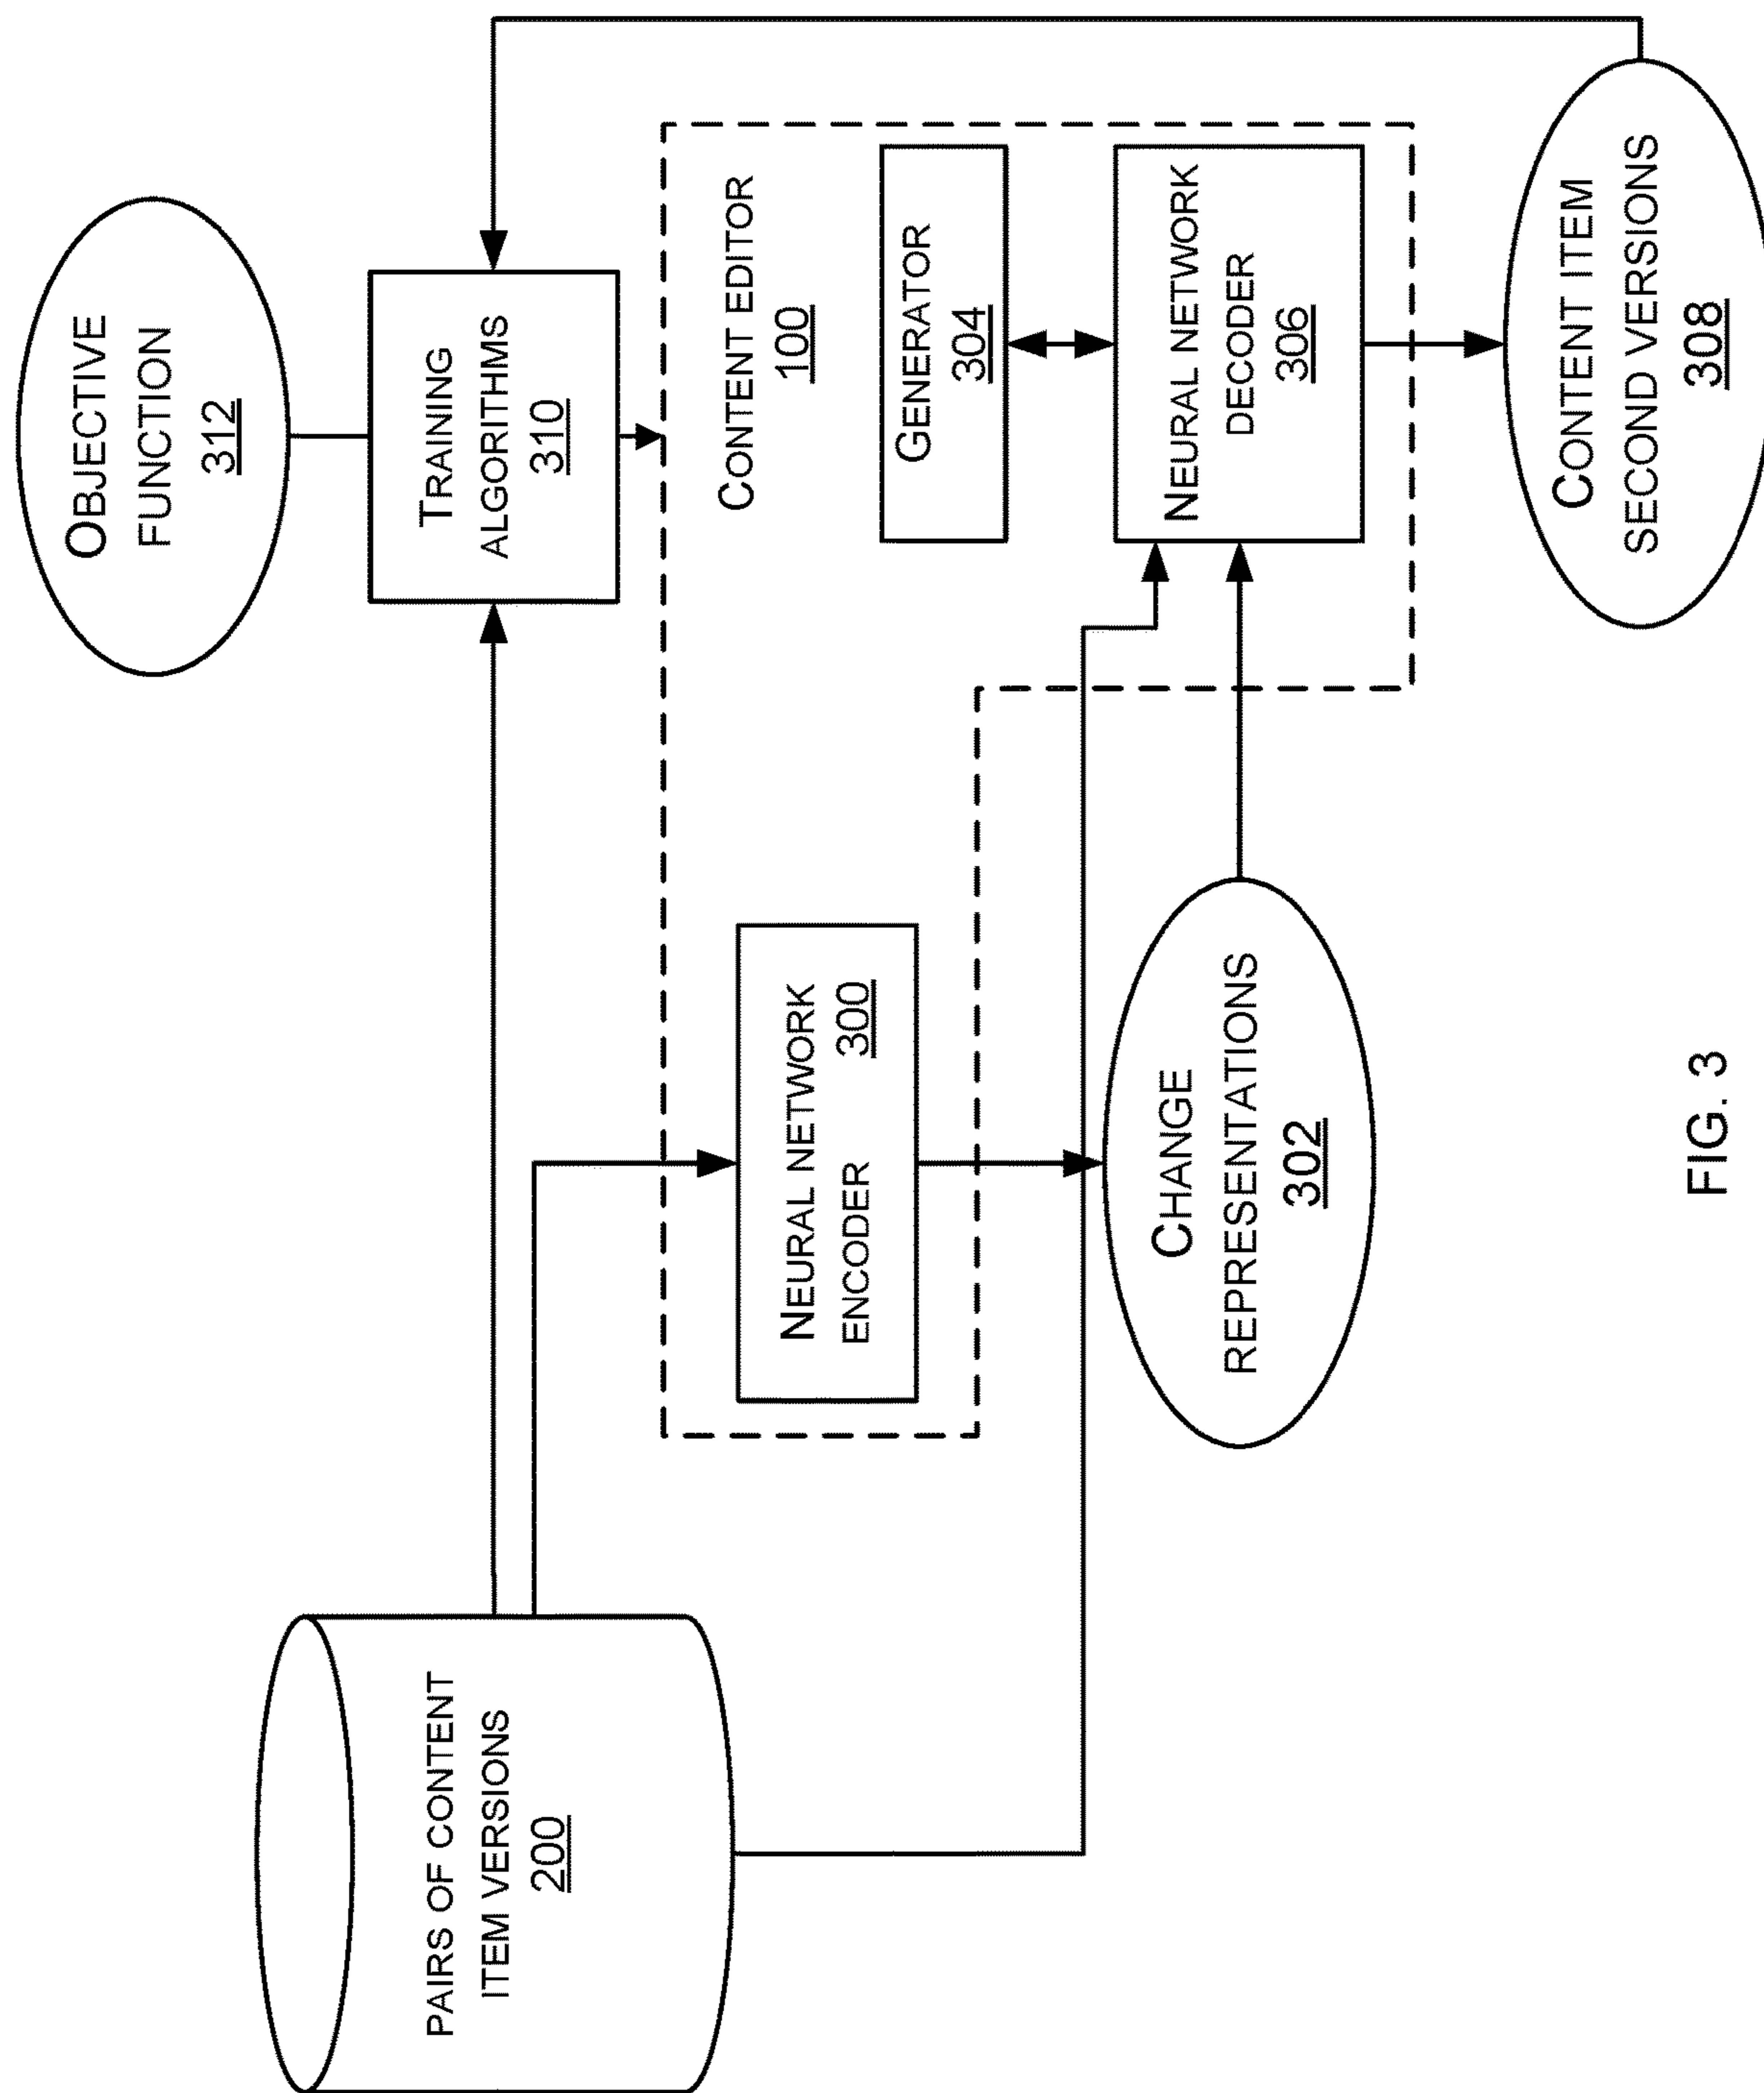 OBJECTIVE
FUNCTION
312
TRAINING
ALGORITHMS
310
PAIRS OF CONTENT
ITEM VERSIONS
200
CONTENT EDITOR
100
NEURAL NETWORK
ENCODER 300
GENERATOR
304
NEURAL NETWORK
DECODER
306
CHANGE
REPRESENTATIONS
302
CONTENT ITEM
SECOND VERSIONS
308
FIG. 3